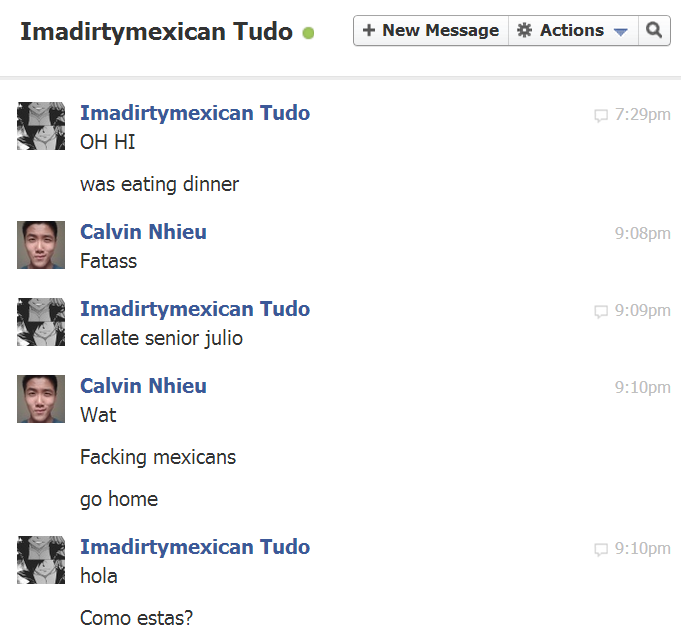 Imadirtymexican Tudo
+ New Message
Actions
Imadirtymexican Tudo 7:29pm
OH HI
was eating dinner
Calvin Nhieu 9:08pm
Fatass
Imadirtymexican Tudo 9:09pm
callate senior julio
Calvin Nhieu 9:10pm
Wat
Facking mexicans
go home
Imadirtymexican Tudo 9:10pm
hola
Como estas?